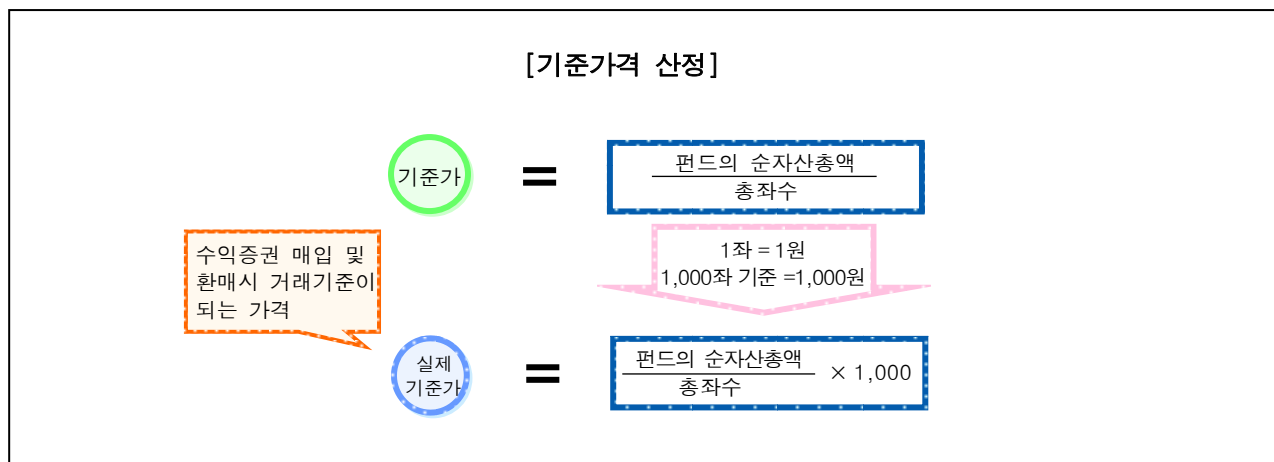 [기준가격 산정]
기준가
=
펀드의 순자산총액
총좌수
1좌 = 1원
1,000좌 기준 =1,000원
수익증권 매입 및
환매시 거래기준이
되는 가격
실제
기준가
=
펀드의 순자산총액
총좌수
× 1,000